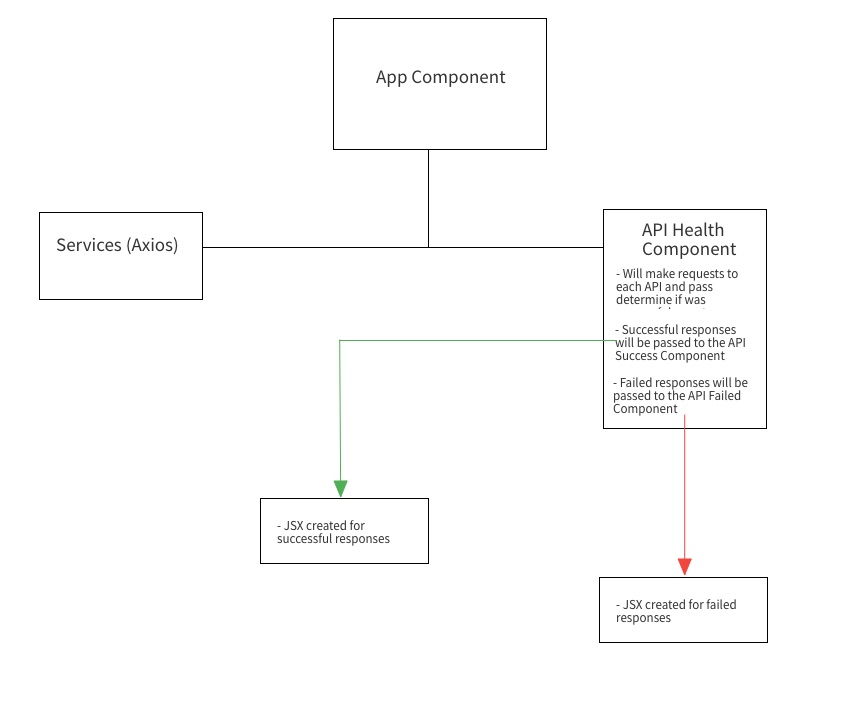 App Component
Services (Axios)
API Health
Component
- Will make requests to
each API and pass
determine if was
- Successful responses
will be passed to the API
Success Component
- Failed responses will be
passed to the API Failed
Component
- JSX created for
successful responses
- JSX created for failed
responses